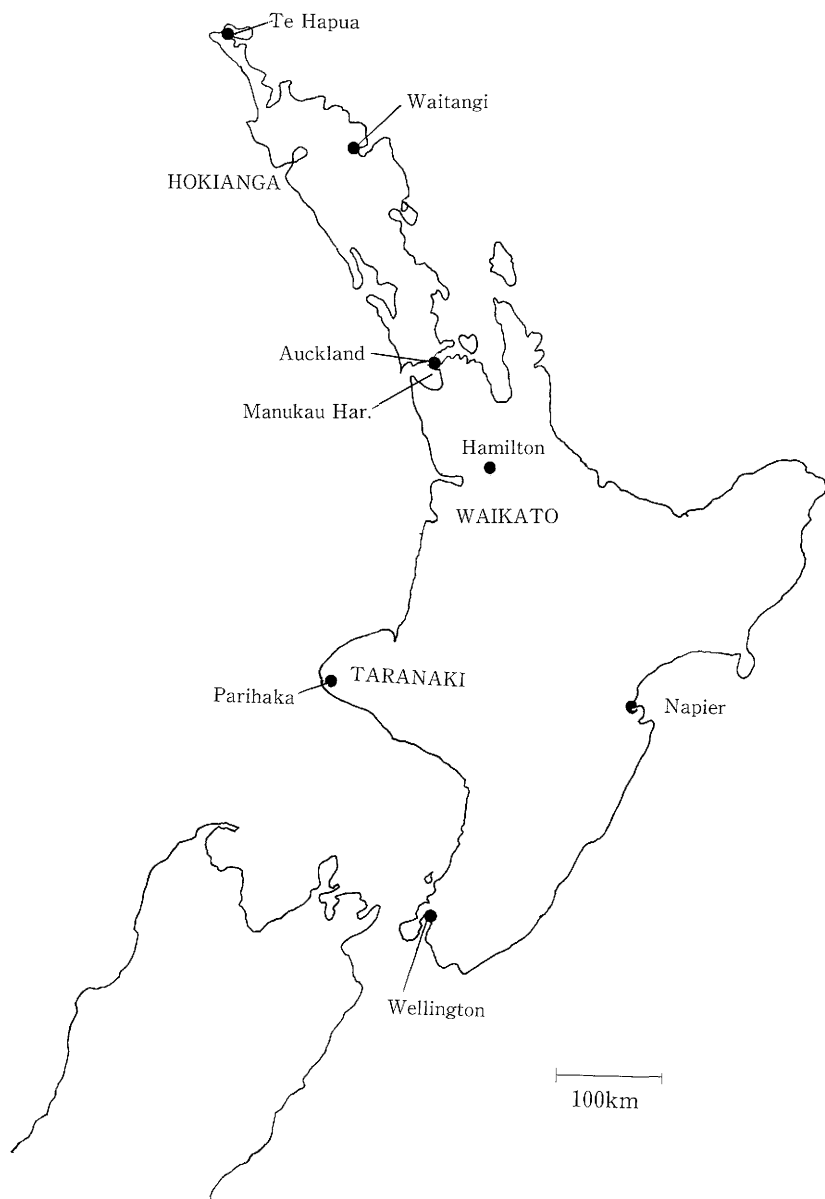 Te Hapua
Waitangi
HOKIANGA
Auckland
Manukau Har.
Hamilton
WAIKATO
TARANAKI
Parihaka
Napier
Wellington
100km